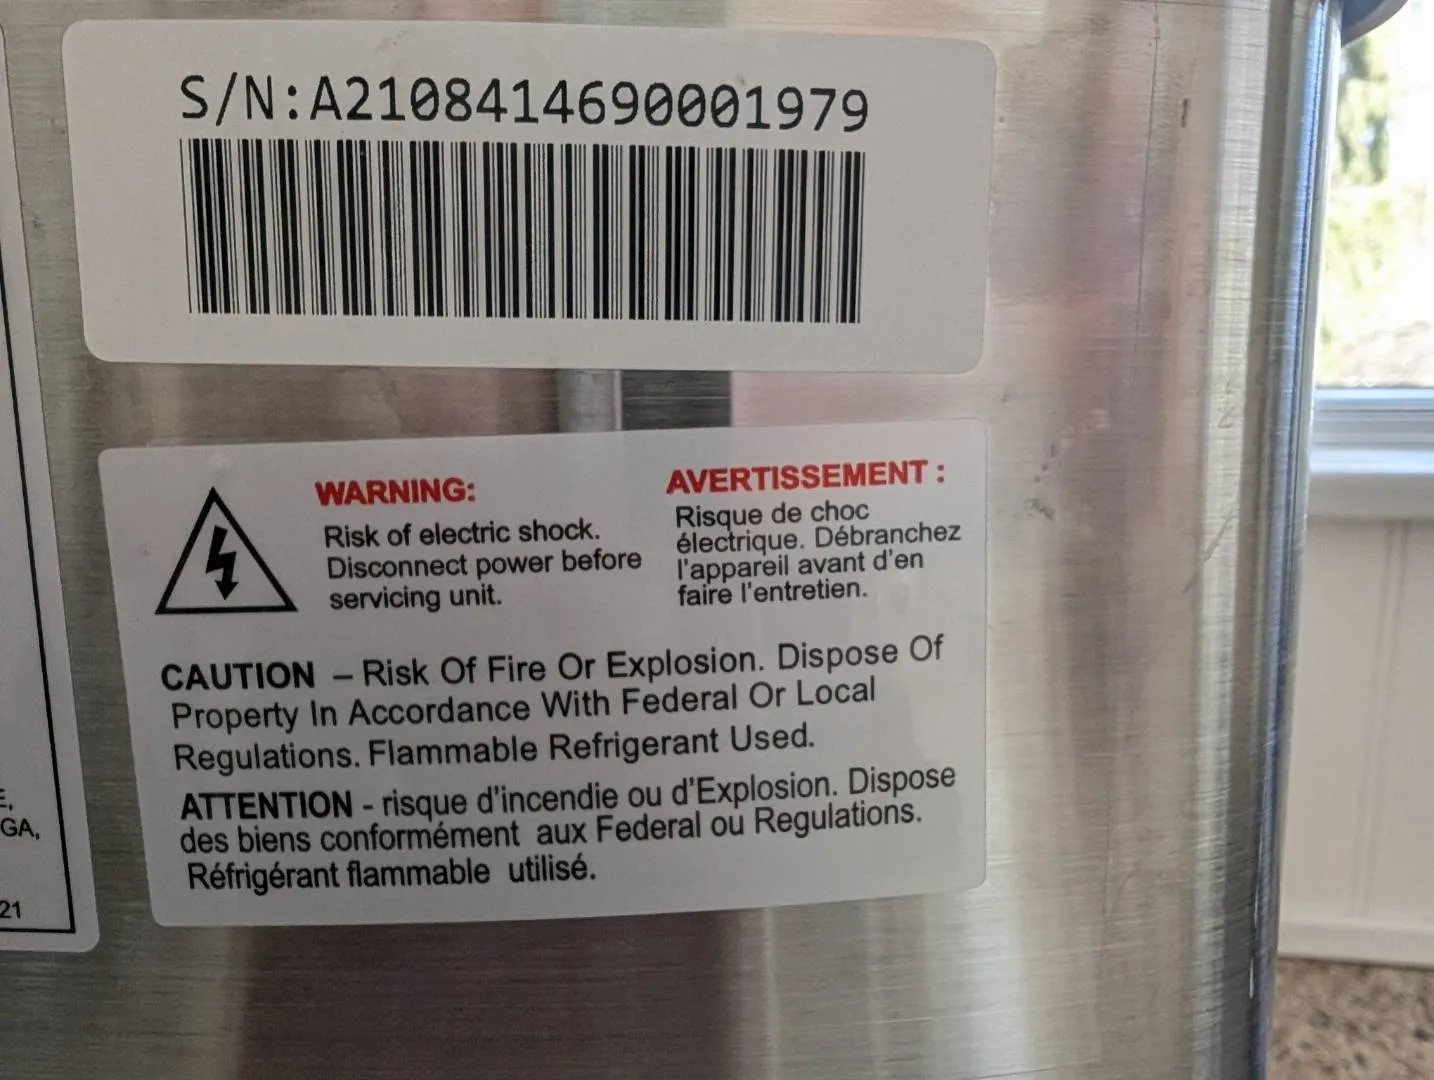 S/N:A2108414690001979
WARNING:
Risk of electric shock.
Disconnect power before
servicing unit.
AVERTISSEMENT :
Risque de choc
électrique. Débranchez
l'appareil avant d'en
faire l'entretien.
CAUTION – Risk Of Fire Or Explosion. Dispose Of
Property In Accordance With Federal Or Local
Regulations. Flammable Refrigerant Used.
ATTENTION - risque d'incendie ou d'Explosion. Dispose
des biens conformément aux Federal ou Regulations.
Réfrigérant flammable utilisé.
E,
GA,
21